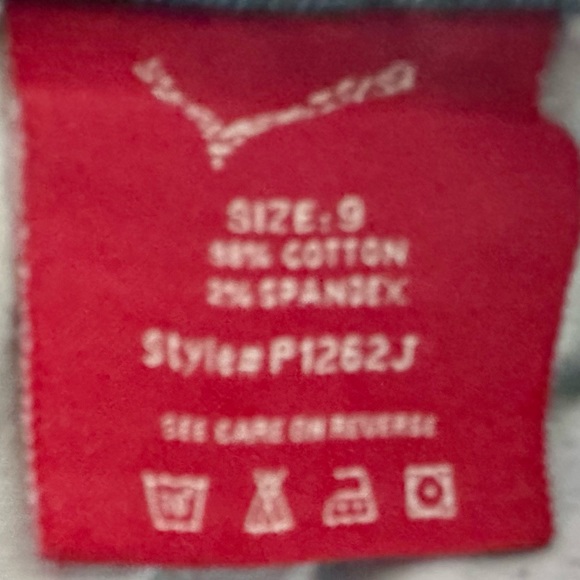 SIZE: 9
98% COTTON
2% SPANDEX
Style# P1262J
SEE CARE ON REVERSE